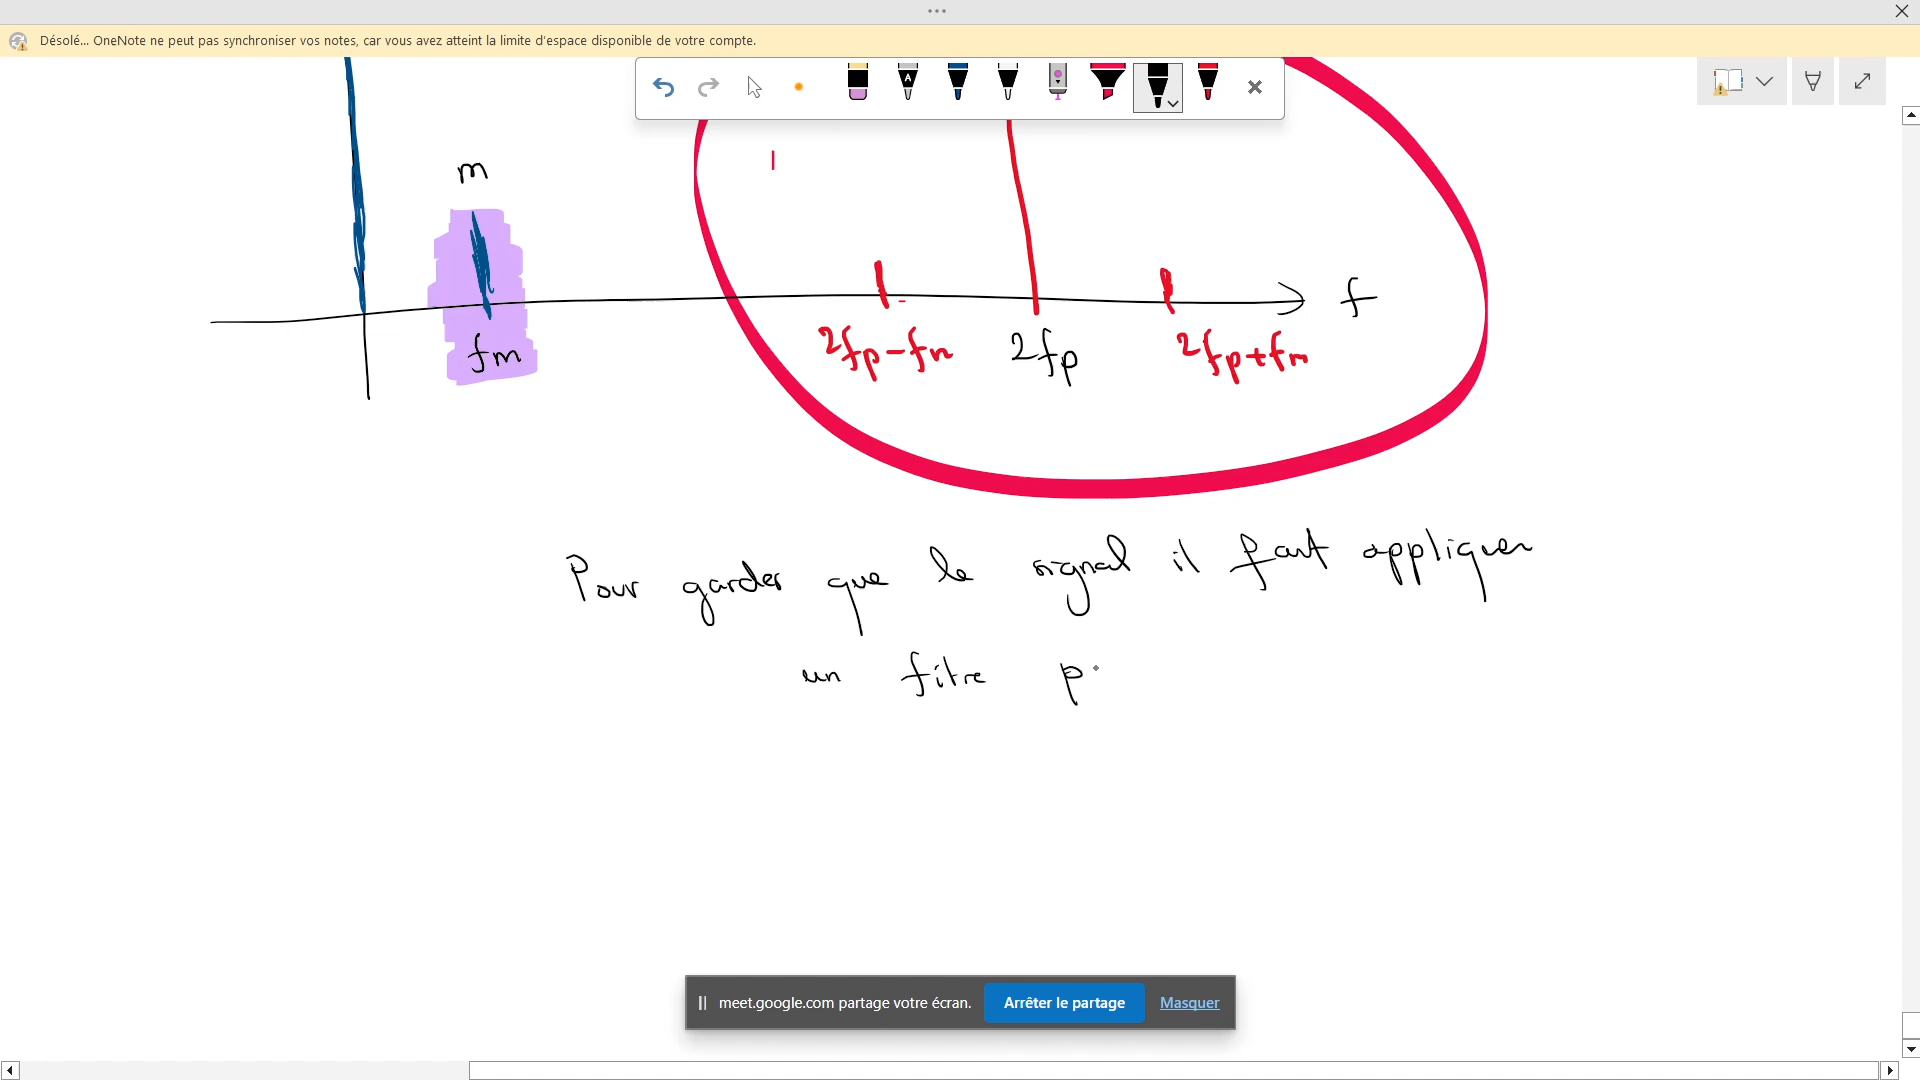 Désolé... OneNote ne peut pas synchroniser vos notes, car vous avez atteint la limite d'espace disponible de votre compte.
A
m
f
fm
2fp-fm
2fp
2fp+fm
Pour garder que le signal il faut appliquer
un fitre p
meet.google.com partage votre écran.
Arrêter le partage
Masquer